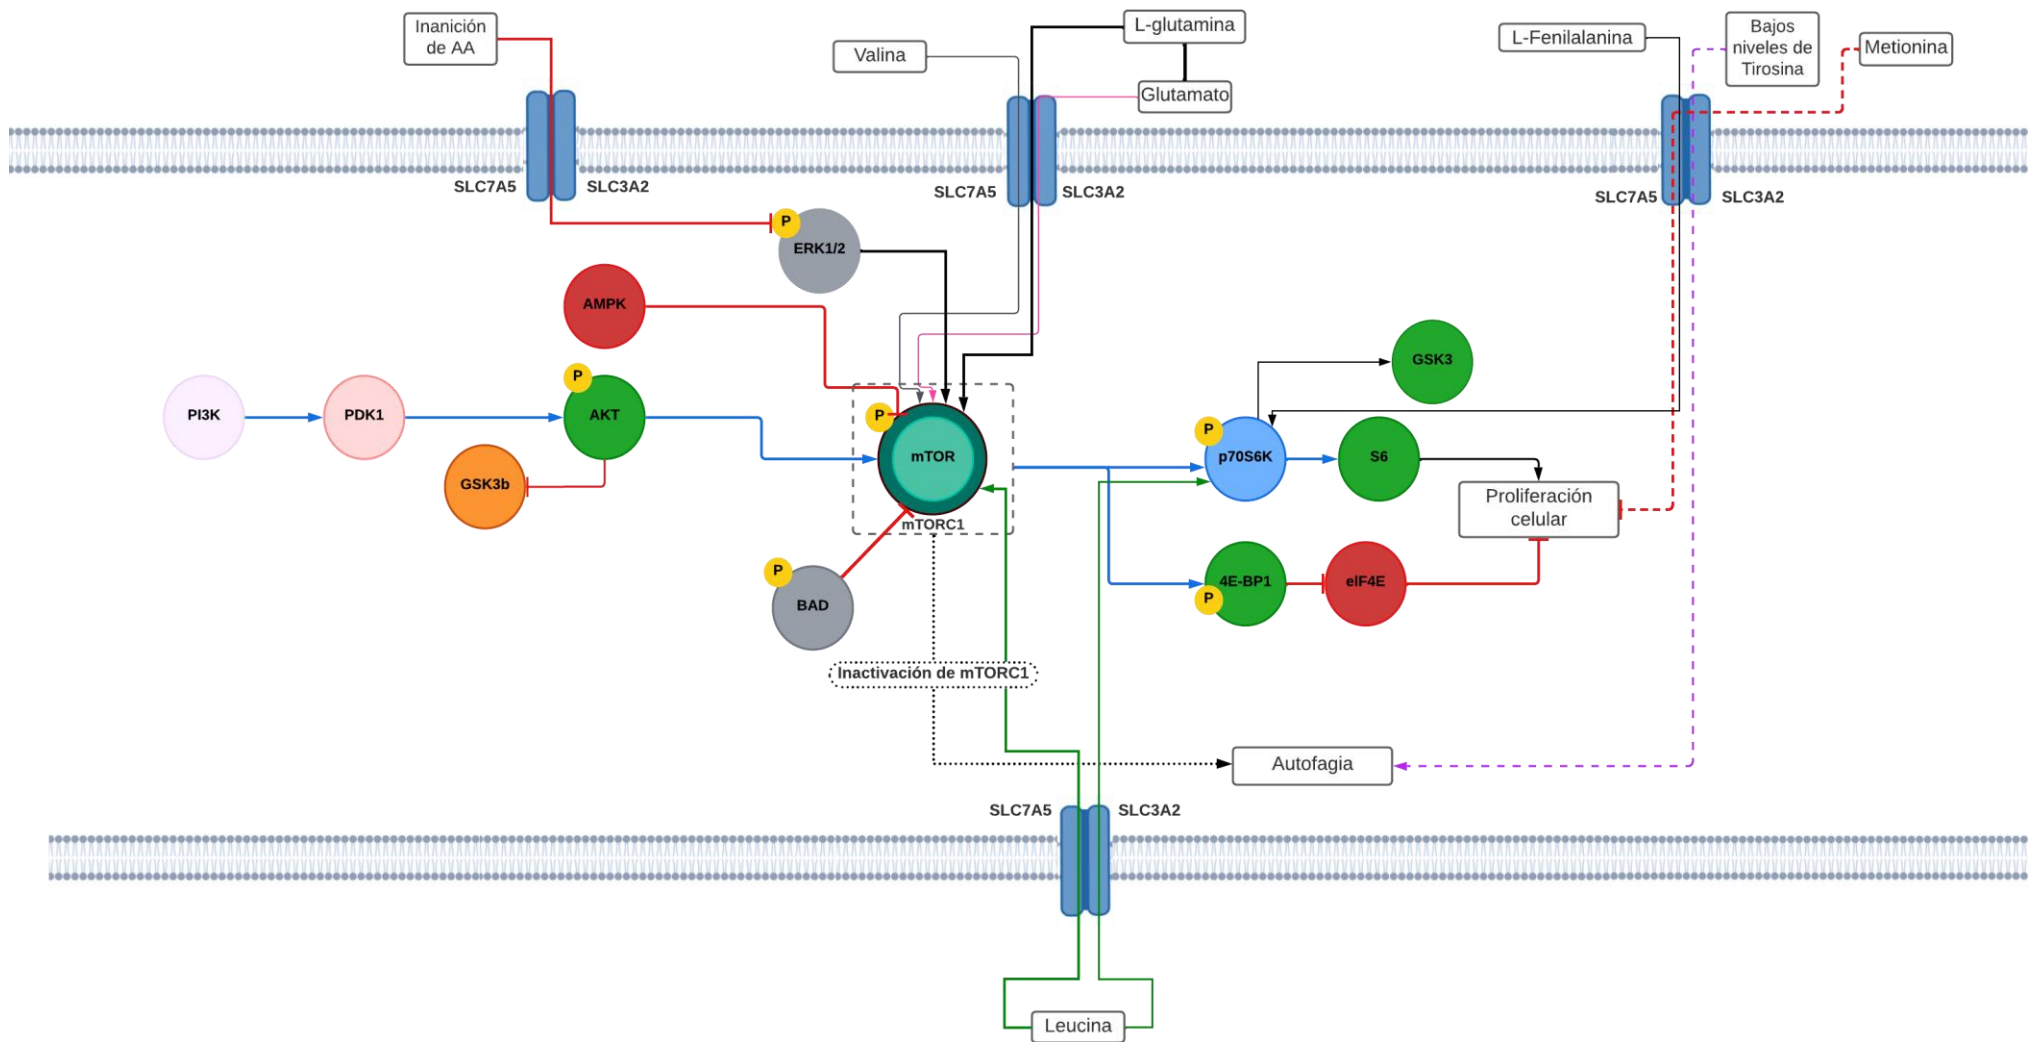 Inanición
de AA
Valina
L-glutamina
Glutamato
L-Fenilalanina
Bajos
niveles de
Tirosina
Metionina
SLC7A5
SLC3A2
SLC7A5
SLC3A2
SLC7A5
SLC3A2
P
ERK1/2
AMPK
GSK3
P
PI3K
PDK1
AKT
P
mTOR
P
p70S6K
S6
GSK3b
Proliferación
celular
mTORC1
P
BAD
4E-BP1
P
eIF4E
Inactivación de mTORC1
Autofagia
SLC7A5
SLC3A2
Leucina